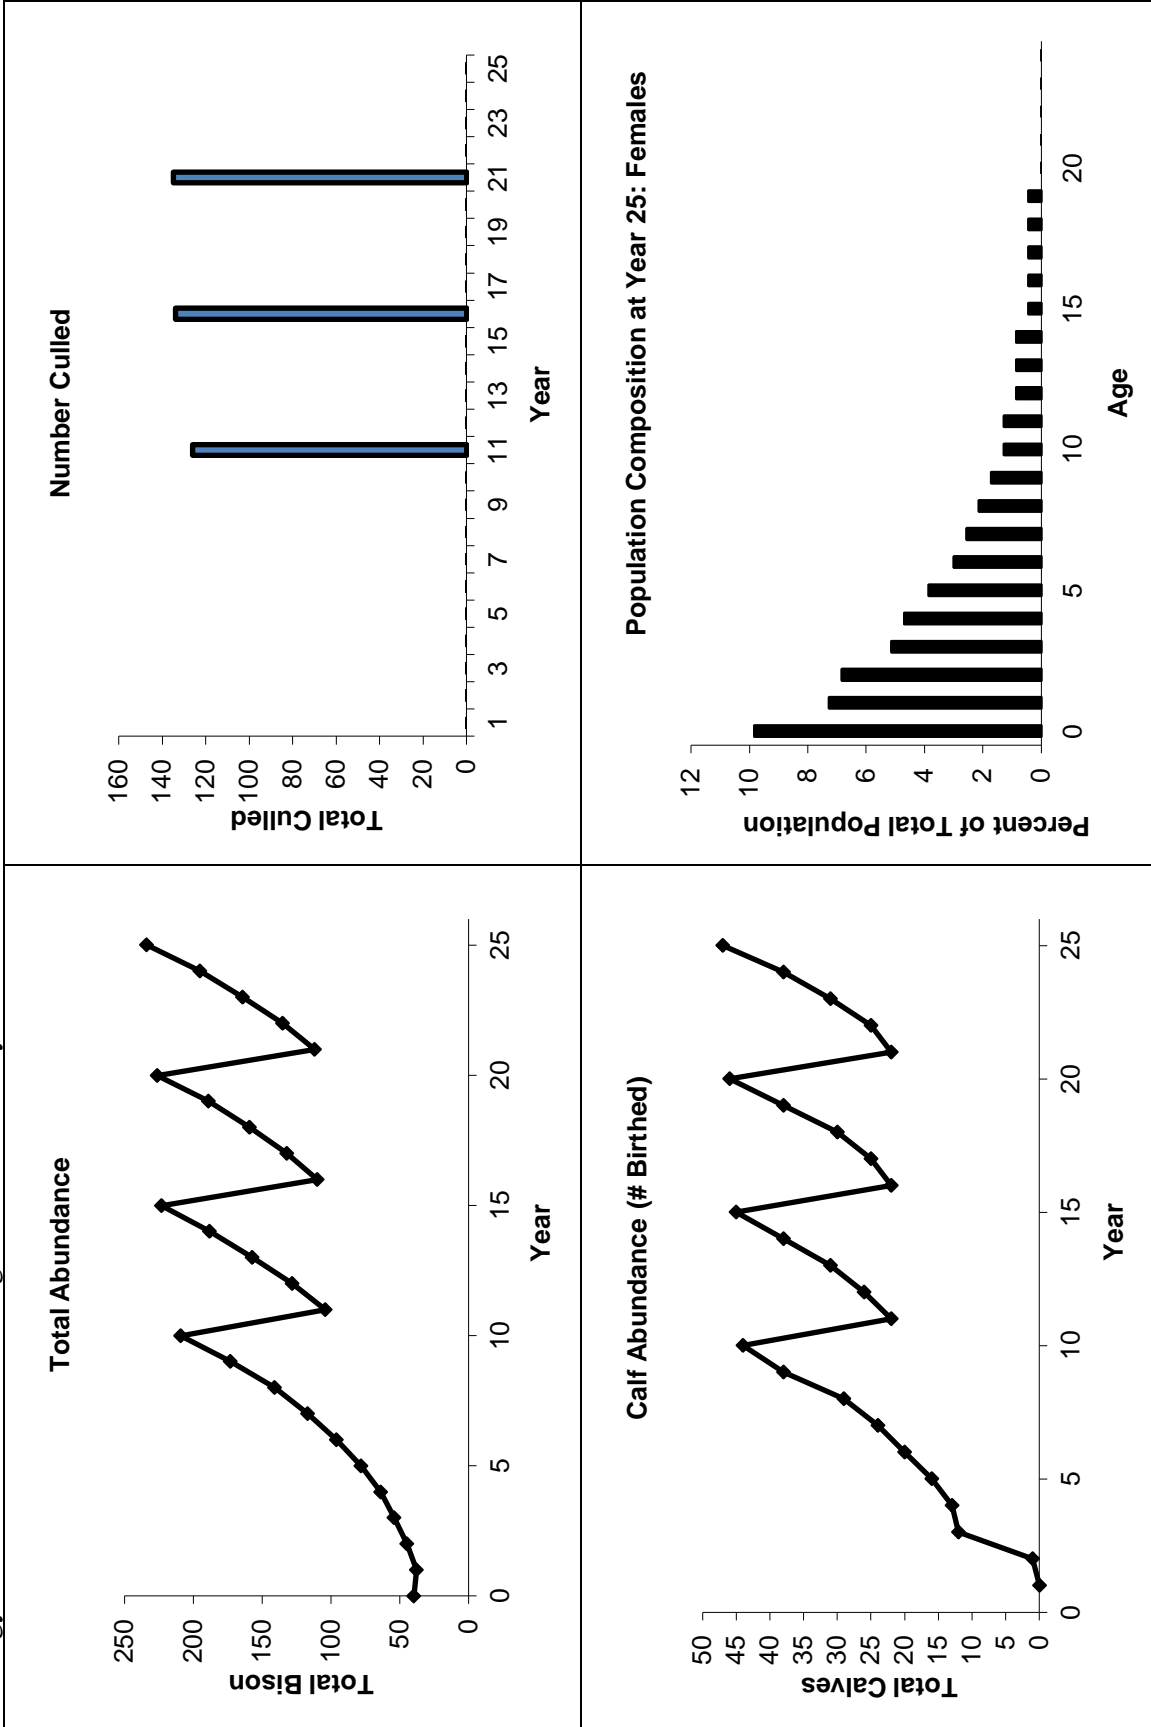 Total Abundance
250
200
150
100
50
0
Total Bison
0 5 10 15 20 25
Year
Number Culled
160
140
120
100
80
60
40
20
0
Total Culled
1 3 5 7 9 11 13 15 17 19 21 23 25
Year
Calf Abundance (# Birthed)
50
45
40
35
30
25
20
15
10
5
0
Total Calves
0 5 10 15 20 25
Year
Population Composition at Year 25: Females
12
10
8
6
4
2
0
Percent of Total Population
0 5 10 15 20
Age